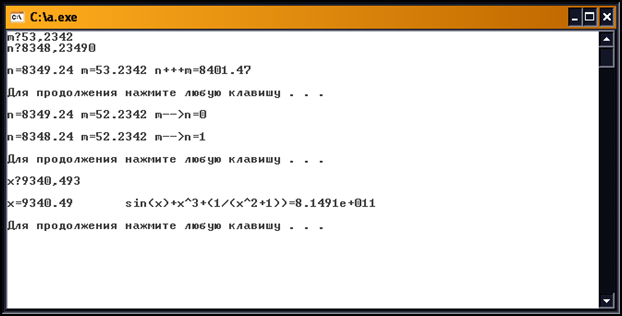 C:\a.exe
m?53,2342
n?8348,23490
n=8349.24 m=53.2342 n+++m=8401.47
Для продолжения нажмите любую клавишу . . .
n=8349.24 m=52.2342 m-->n=0
n=8348.24 m=52.2342 m-->n=1
Для продолжения нажмите любую клавишу . . .
x?9340,493
x=9340.49 sin(x)+x^3+(1/(x^2+1))=8.1491e+011
Для продолжения нажмите любую клавишу . . .